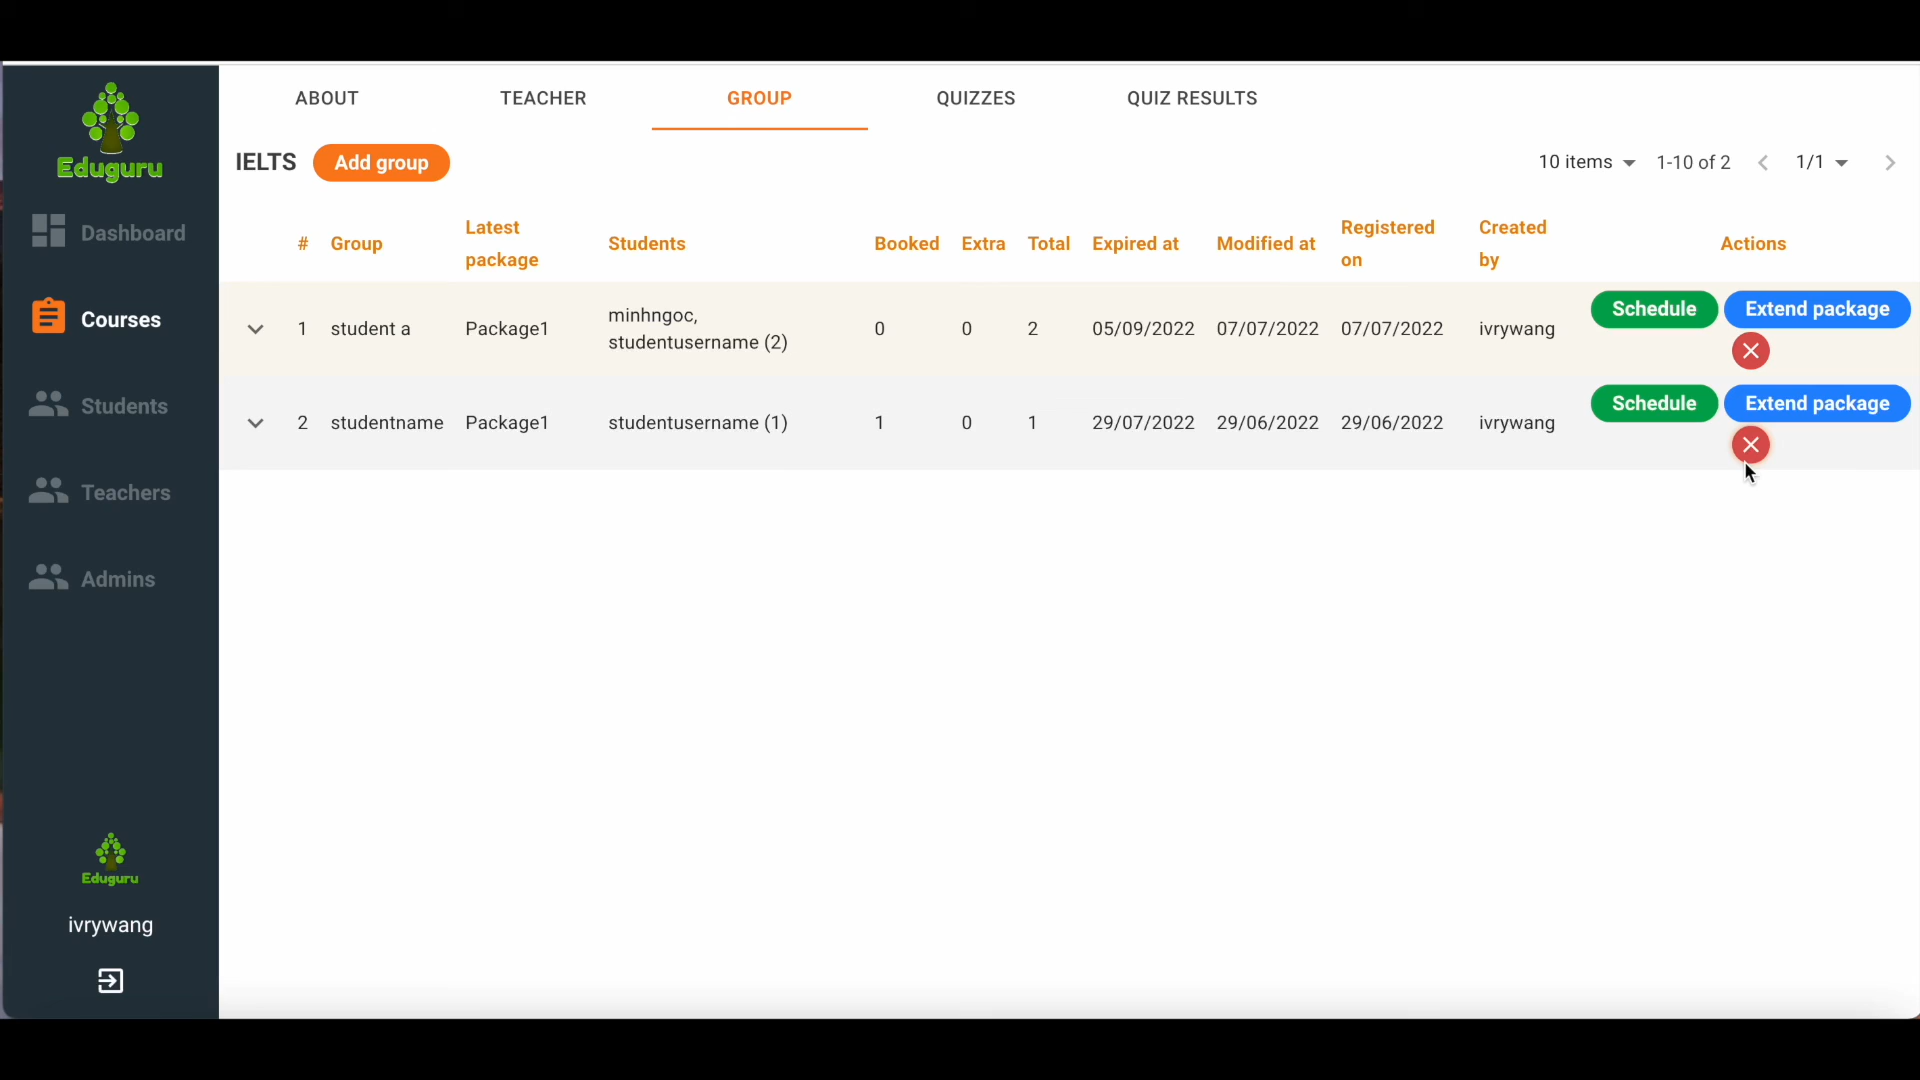 Eduguru
Dashboard
Courses
Students
Teachers
Admins
Eduguru
ivrywang
ABOUT TEACHER GROUP QUIZZES QUIZ RESULTS
IELTS Add group 10 items 1-10 of 2 1/1
# Group Latest package Students Booked Extra Total Expired at Modified at Registered on Created by Actions
1 student a Package1 minhngoc, studentusername (2) 0 0 2 05/09/2022 07/07/2022 07/07/2022 ivrywang Schedule Extend package
2 studentname Package1 studentusername (1) 1 0 1 29/07/2022 29/06/2022 29/06/2022 ivrywang Schedule Extend package